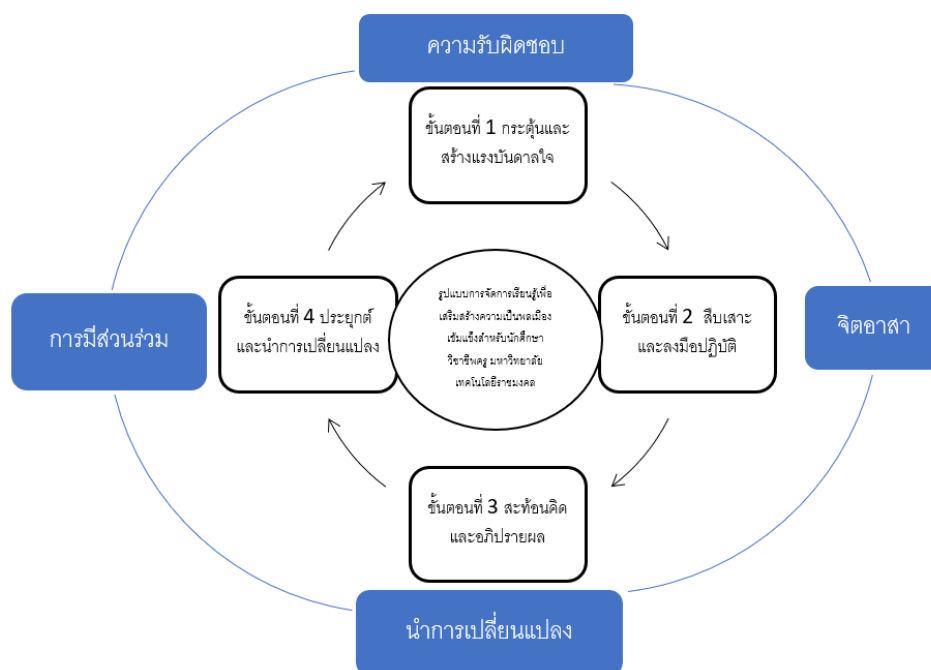 ความรับผิดชอบ
ขั้นตอนที่ 1 กระตุ้นและ
สร้างแรงบันดาลใจ
การมีส่วนร่วม
ขั้นตอนที่ 4 ประยุกต์
และนำการเปลี่ยนแปลง
รูปแบบการจัดการเรียนรู้เพื่อ
เสริมสร้างความเป็นพลเมือง
เข้มแข็งสำหรับนักศึกษา
วิชาชีพครู มหาวิทยาลัย
เทคโนโลยีราชมงคล
ขั้นตอนที่ 2 สืบเสาะ
และลงมือปฏิบัติ
จิตอาสา
ขั้นตอนที่ 3 สะท้อนคิด
และอภิปรายผล
นำการเปลี่ยนแปลง